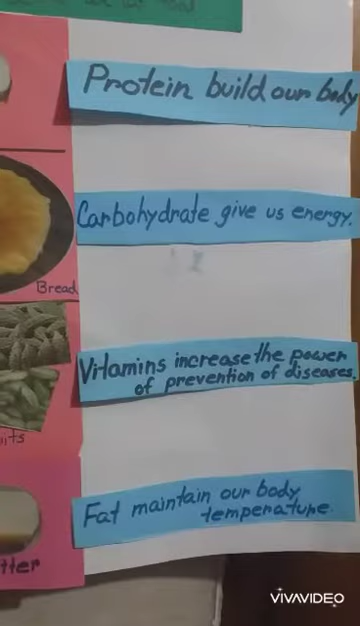 Protein build our body
Carbohydrate give us energy.
Bread
Vitamins increase the power
of prevention of diseases.
Fat maintain our body
temperature.
VIVAVIDEO